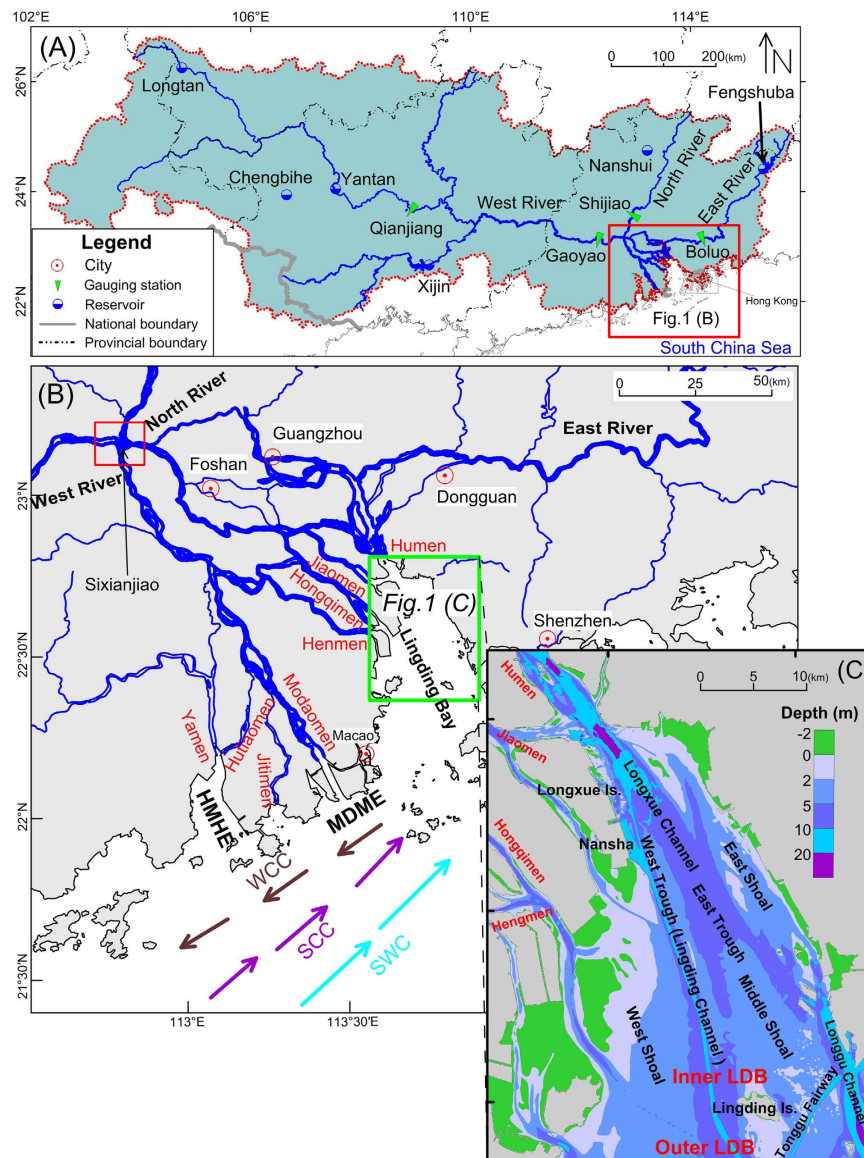 102°E
106°E
110°E
114°E
(A)
0 50 100 200(km)
N
26°N
24°N
22°N
Longtan
Fengshuba
Nanshui
North River
Chengbihe
Yantan
West River
Shijiao
East River
Qianjiang
Gaoyao
Boluo
Xijin
Hong Kong
Fig.1 (B)
South China Sea
Legend
City
Gauging station
Reservoir
National boundary
Provincial boundary
(B)
0 25 50(km)
North River
Guangzhou
East River
Foshan
West River
Dongguan
23°N
Humen
Sixianjiao
Jiaomen
Hongqimen
Fig.1 (C)
Henmen
Lingding Bay
Shenzhen
22°30N
Modaomen
Yamen
Huliaomen
Jitimen
Macao
22°N
HMHE
MDME
WCC
SCC
SWC
21°30'N
113°E
113°30'E
(C)
0 5 10(km)
Humen
Depth (m)
-2
0
2
5
10
20
Jiaomen
Longxue Is.
Longxue Channel
Nansha
Hongqimen
West Trough (Lingding Channel )
East Shoal
East Trough
Hengmen
Middle Shoal
West Shoal
Longgu Channel
Inner LDB
Tonggu Fairway
Lingding Is.
Outer LDB